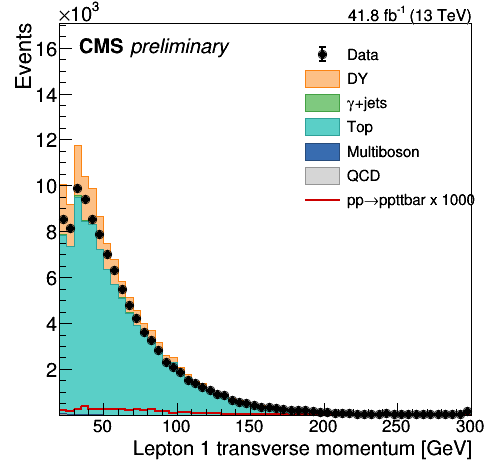 ×10³
41.8 fb⁻¹ (13 TeV)
CMS preliminary
Events
16
14
12
10
8
6
4
2
Data
DY
γ+jets
Top
Multiboson
QCD
pp→ppttbar x 1000
50 100 150 200 250 300
Lepton 1 transverse momentum [GeV]